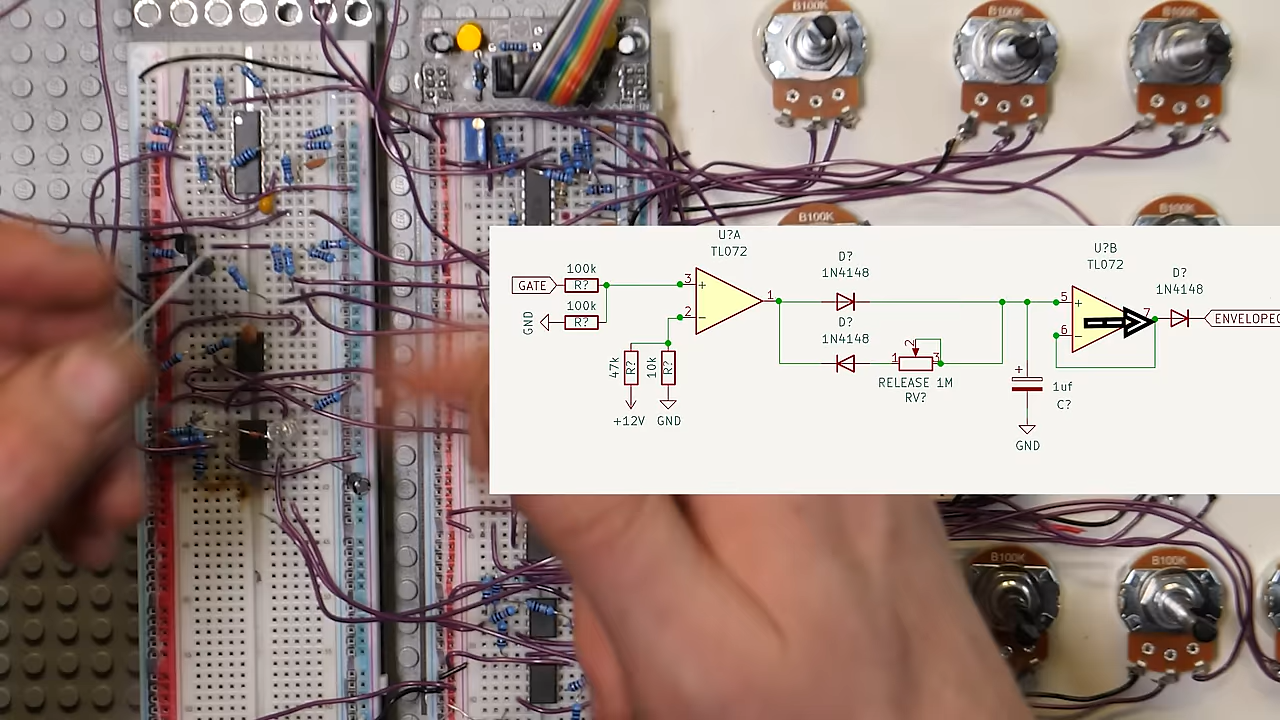 B100K
B100K
B100K
B100K
B100K
U?A
TL072
100k
R?
GATE
100k
R?
GND
3
+
2
−
1
47k
R?
10k
R?
+12V
GND
D?
1N4148
D?
1N4148
1
2
3
RELEASE 1M
RV?
+
1uf
C?
GND
U?B
TL072
5
+
6
−
7
D?
1N4148
B100K
B100K